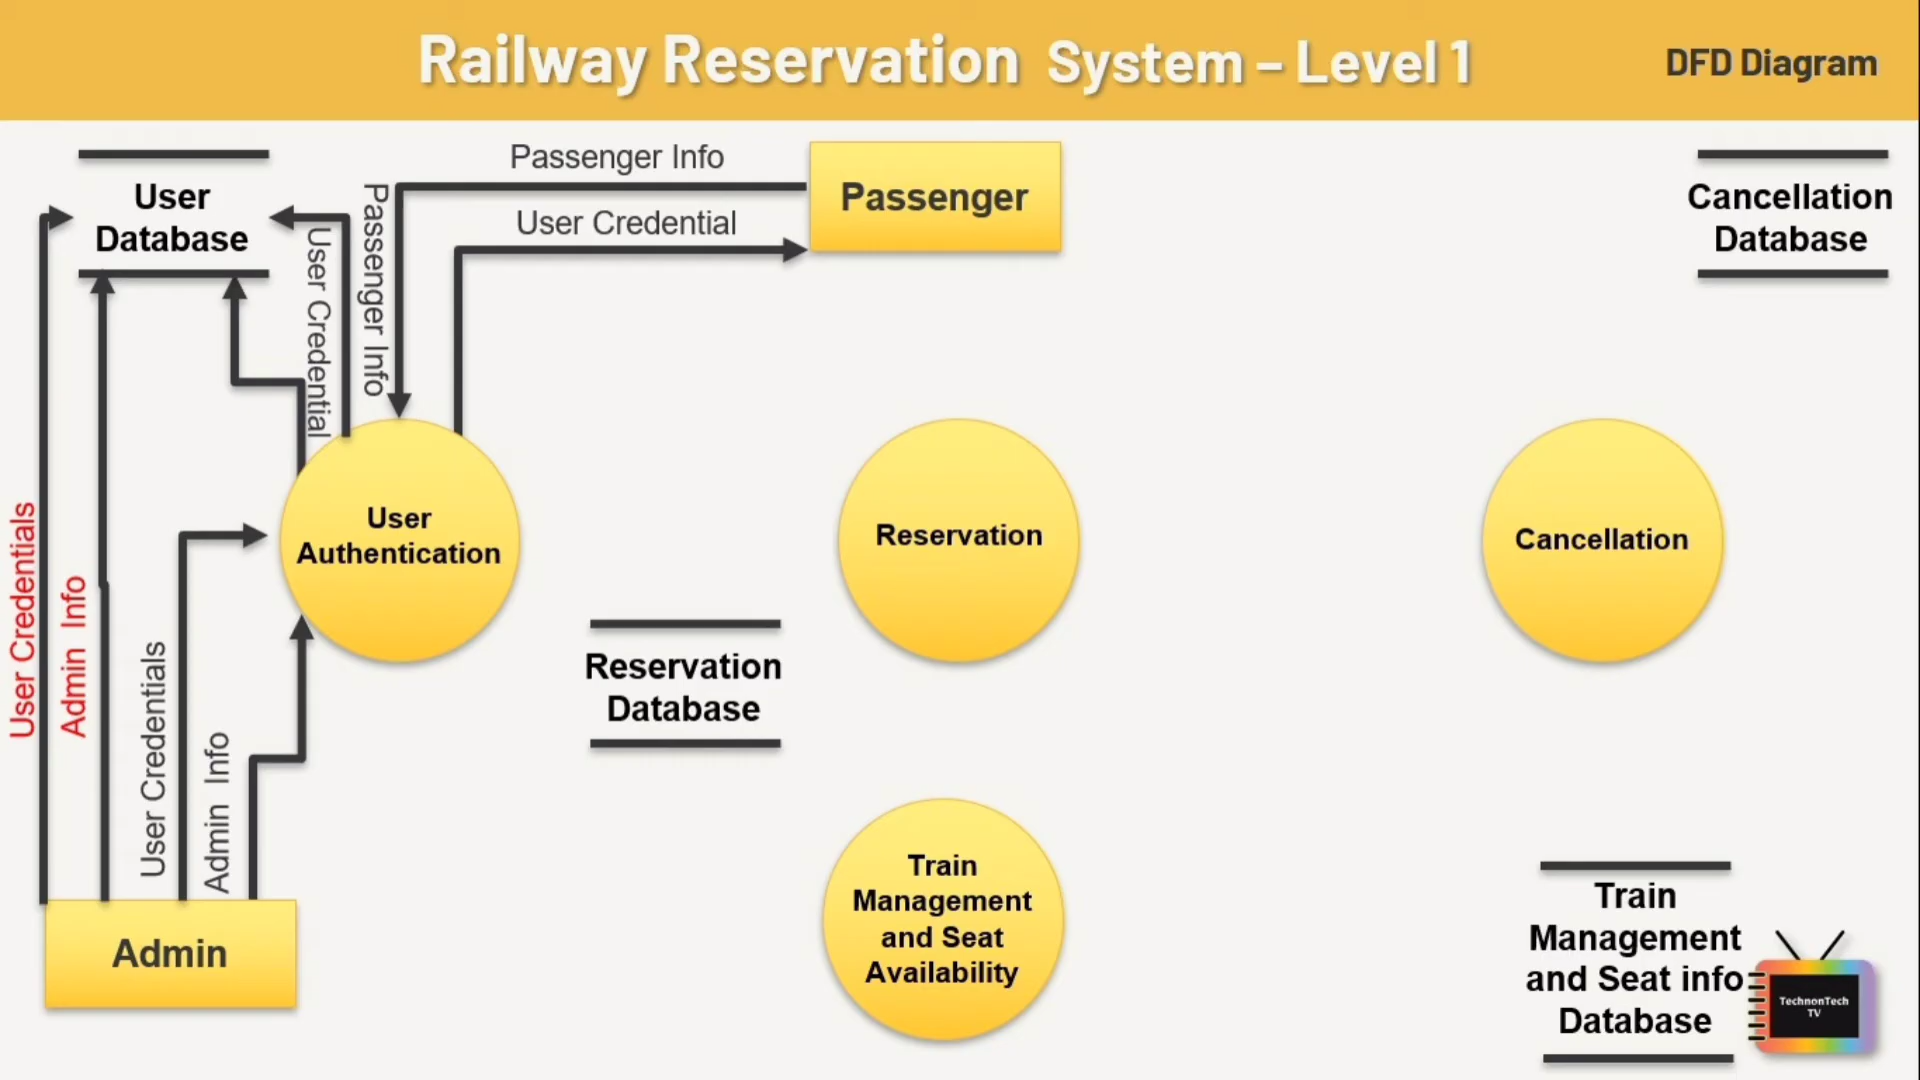 Railway Reservation System – Level 1
DFD Diagram
User
Database
Passenger Info
User Credential
Passenger
Cancellation
Database
User Credential
Passenger Info
User
Authentication
Reservation
Cancellation
User Credentials
Admin Info
User Credentials
Admin Info
Reservation
Database
Train
Management
and Seat
Availability
Admin
Train
Management
and Seat info
Database
TechnonTech
TV